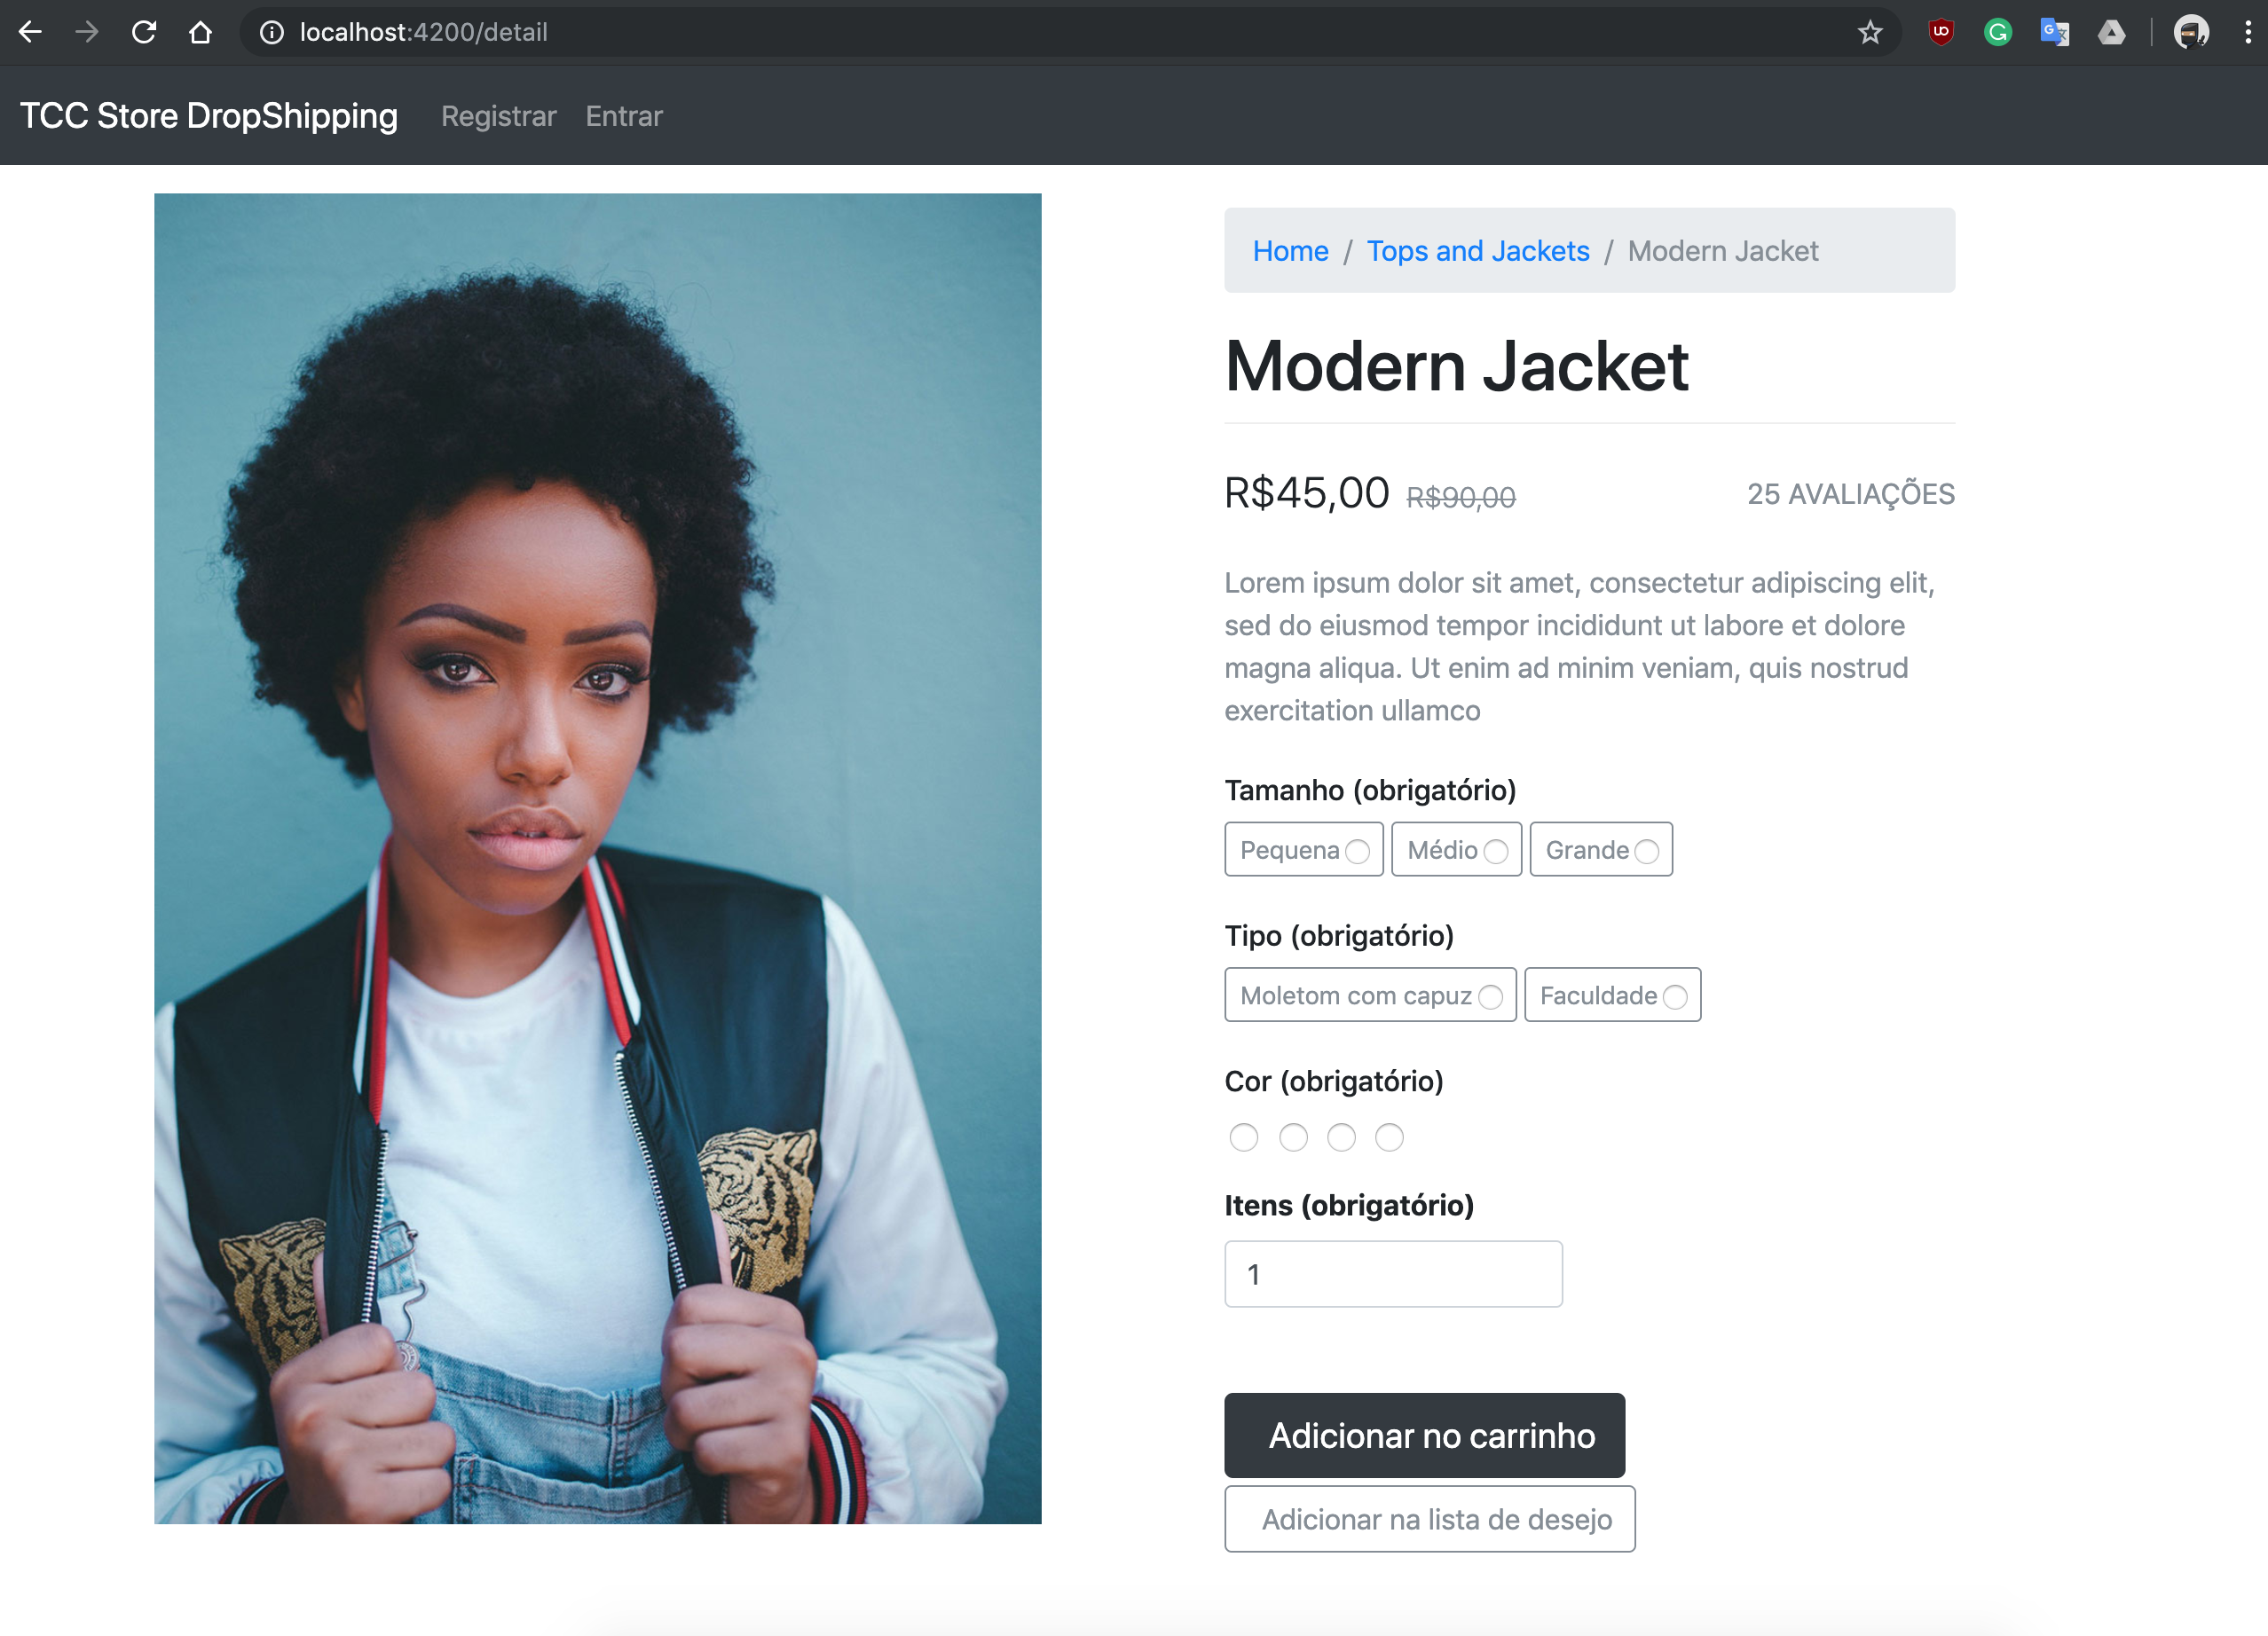 localhost:4200/detail
TCC Store DropShipping Registrar Entrar
Home / Tops and Jackets / Modern Jacket
Modern Jacket
R$45,00 R$90,00 25 AVALIAÇÕES
Lorem ipsum dolor sit amet, consectetur adipiscing elit,
sed do eiusmod tempor incididunt ut labore et dolore
magna aliqua. Ut enim ad minim veniam, quis nostrud
exercitation ullamco
Tamanho (obrigatório)
Pequena Médio Grande
Tipo (obrigatório)
Moletom com capuz Faculdade
Cor (obrigatório)
Itens (obrigatório)
1
Adicionar no carrinho
Adicionar na lista de desejo